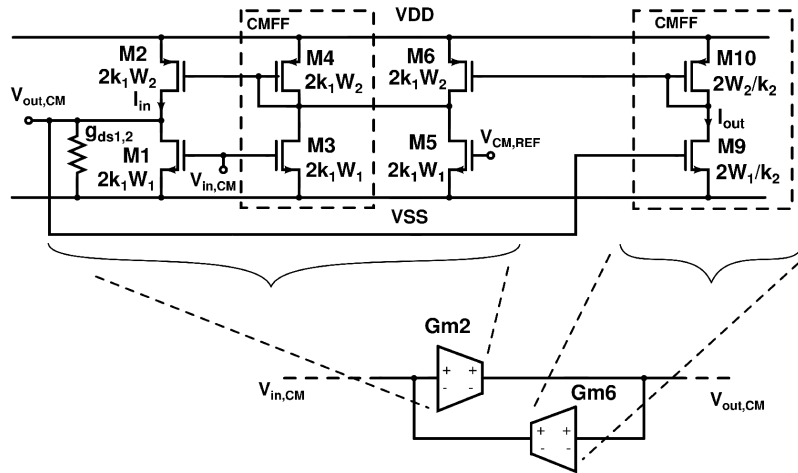 CMFF
VDD
CMFF
M2
2k₁W₂
M4
2k₁W₂
M6
2k₁W₂
M10
2W₂/k₂
Vout,CM
Iin
Iout
gds1,2
M1
2k₁W₁
Vin,CM
M3
2k₁W₁
M5
2k₁W₁
VCM,REF
M9
2W₁/k₂
VSS
Gm2
+ +
- -
Vin,CM
Gm6
+ +
- -
Vout,CM